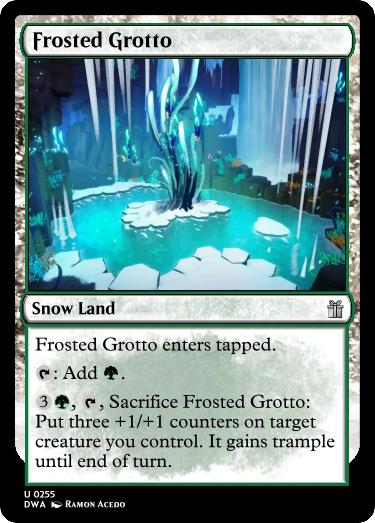 Frosted Grotto
Snow Land
Frosted Grotto enters tapped.
: Add .
3 , , Sacrifice Frosted Grotto:
Put three +1/+1 counters on target
creature you control. It gains trample
until end of turn.
U 0255
DWA Ramon Acedo